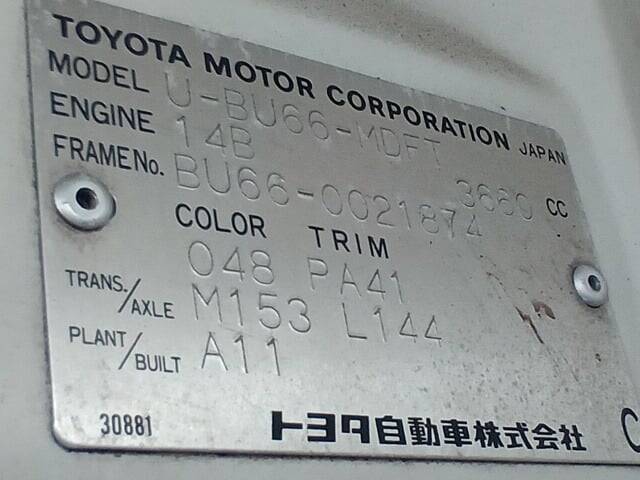 TOYOTA MOTOR CORPORATION JAPAN
MODEL U-BU66-MDFT
ENGINE 14B 3660 CC
FRAME No. BU66-0021874
COLOR TRIM
048 PA41
TRANS./AXLE M153 L144
PLANT/BUILT A11
30881 トヨタ自動車株式会社 C